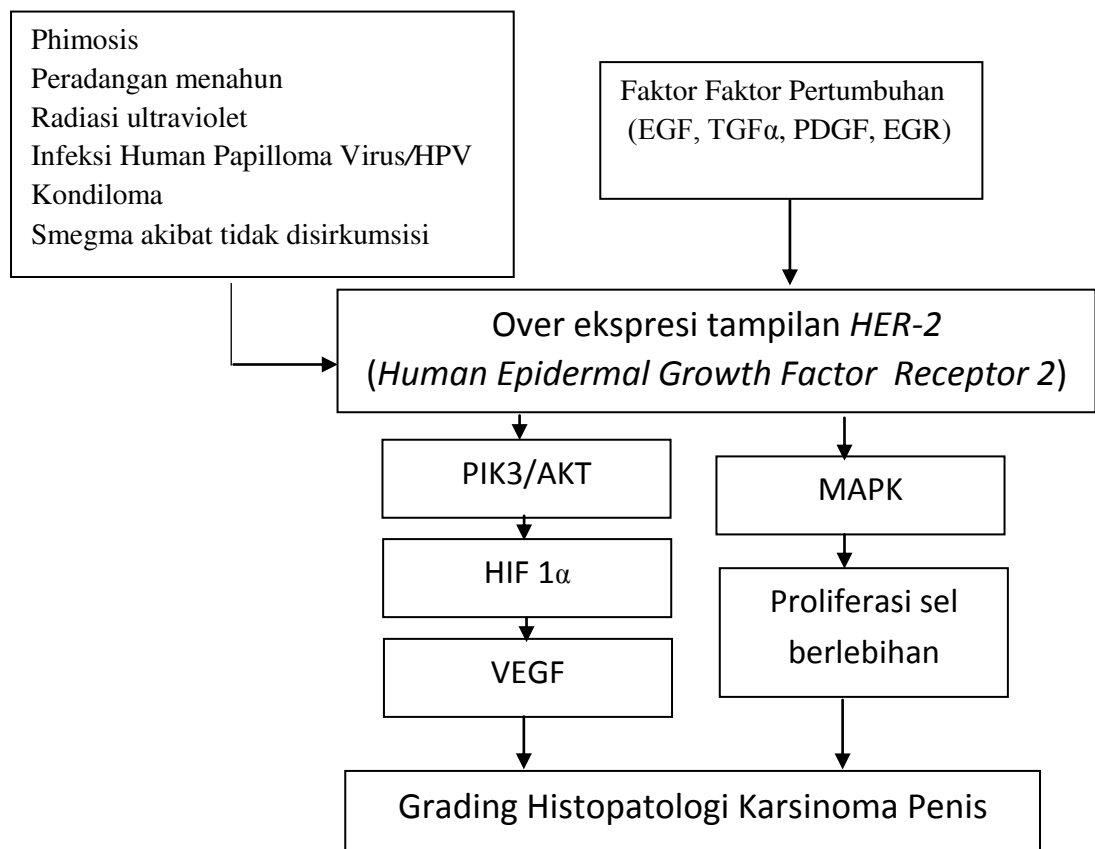 Phimosis
Peradangan menahun
Radiasi ultraviolet
Infeksi Human Papilloma Virus/HPV
Kondiloma
Smegma akibat tidak disirkumsisi
Faktor Faktor Pertumbuhan
(EGF, TGFα, PDGF, EGR)
Over ekspresi tampilan HER-2
(Human Epidermal Growth Factor Receptor 2)
PIK3/AKT
HIF 1α
VEGF
MAPK
Proliferasi sel
berlebihan
Grading Histopatologi Karsinoma Penis